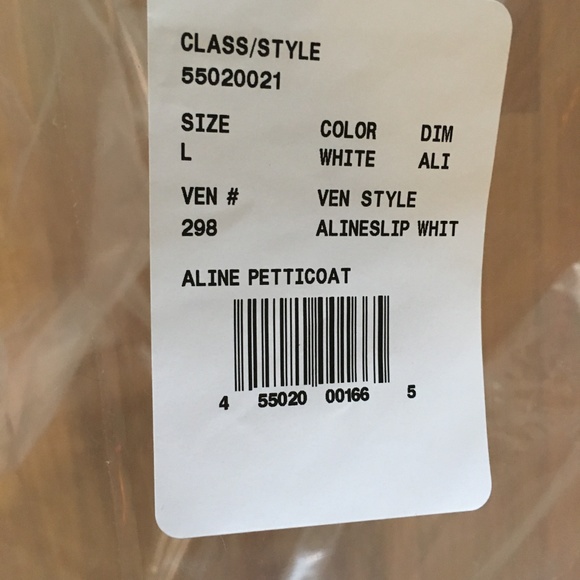 CLASS/STYLE
55020021
SIZE COLOR DIM
L WHITE ALI
VEN # VEN STYLE
298 ALINESLIP WHIT
ALINE PETTICOAT
4 55020 00166 5